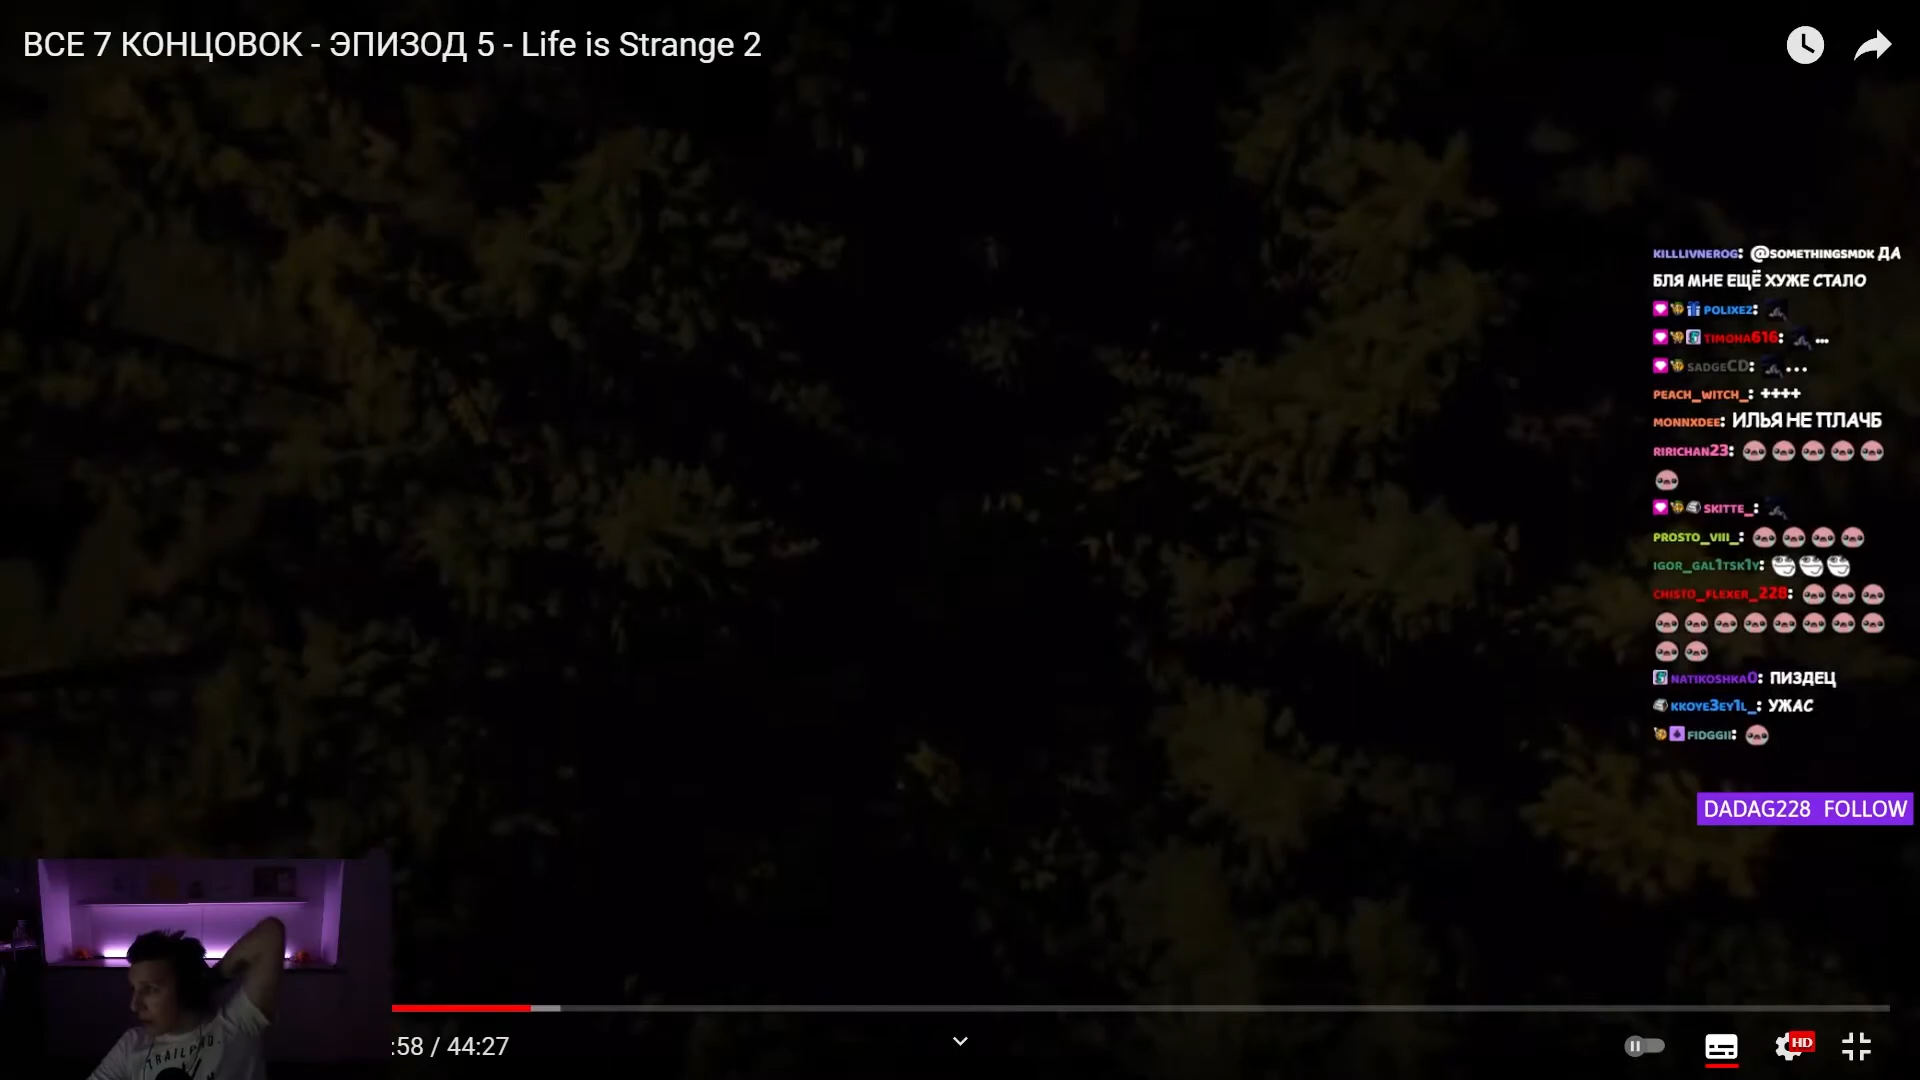 ВСЕ 7 КОНЦОВОК - ЭПИЗОД 5 - Life is Strange 2
KILLLIVNEROG: @SOMETHINGSMDK ДА
БЛЯ МНЕ ЕЩЁ ХУЖЕ СТАЛО
POLIXEZ:
TIMOHA616: ...
SADGECD: ...
PEACH_WITCH_: ++++
MONNXDEE: ИЛЬЯ НЕ ПЛАЧБ
RIRICHAN23:
SKITTE_:
PROSTO_VIII_:
IGOR_GAL1TSK1Y:
CHISTO_FLEXER_228:
NATIKOSHKA0: ПИЗДЕЦ
KKOYE3EY1L_: УЖАС
FIDGGII:
DADAG228 FOLLOW
TRAILPAD.
:58 / 44:27
HD